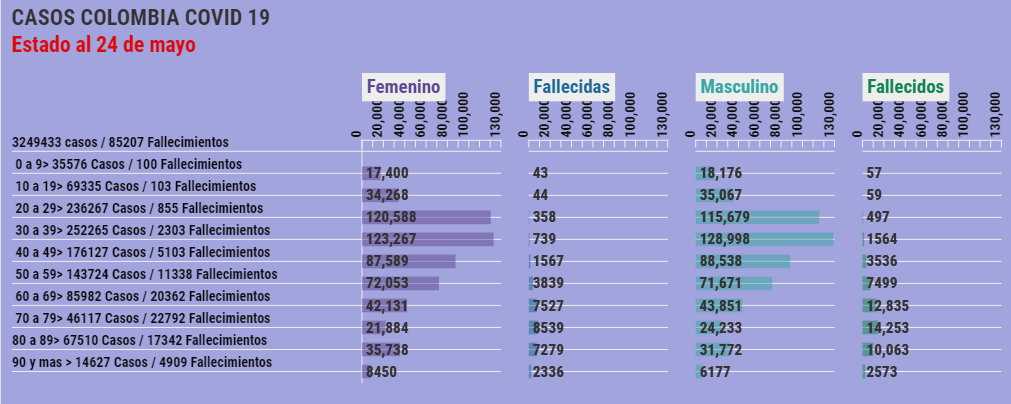 CASOS COLOMBIA COVID 19
Estado al 24 de mayo
Femenino Fallecidas Masculino Fallecidos
0 20,000 40,000 60,000 80,000 100,000 130,000 0 20,000 40,000 60,000 80,000 100,000 130,000 0 20,000 40,000 60,000 80,000 100,000 130,000 0 20,000 40,000 60,000 80,000 100,000 130,000
3249433 casos / 85207 Fallecimientos
0 a 9> 35576 Casos / 100 Fallecimientos
17,400 43 18,176 57
10 a 19> 69335 Casos / 103 Fallecimientos
34,268 44 35,067 59
20 a 29> 236267 Casos / 855 Fallecimientos
120,588 358 115,679 497
30 a 39> 252265 Casos / 2303 Fallecimientos
123,267 739 128,998 1564
40 a 49> 176127 Casos / 5103 Fallecimientos
87,589 1567 88,538 3536
50 a 59> 143724 Casos / 11338 Fallecimientos
72,053 3839 71,671 7499
60 a 69> 85982 Casos / 20362 Fallecimientos
42,131 7527 43,851 12,835
70 a 79> 46117 Casos / 22792 Fallecimientos
21,884 8539 24,233 14,253
80 a 89> 67510 Casos / 17342 Fallecimientos
35,738 7279 31,772 10,063
90 y mas > 14627 Casos / 4909 Fallecimientos
8450 2336 6177 2573